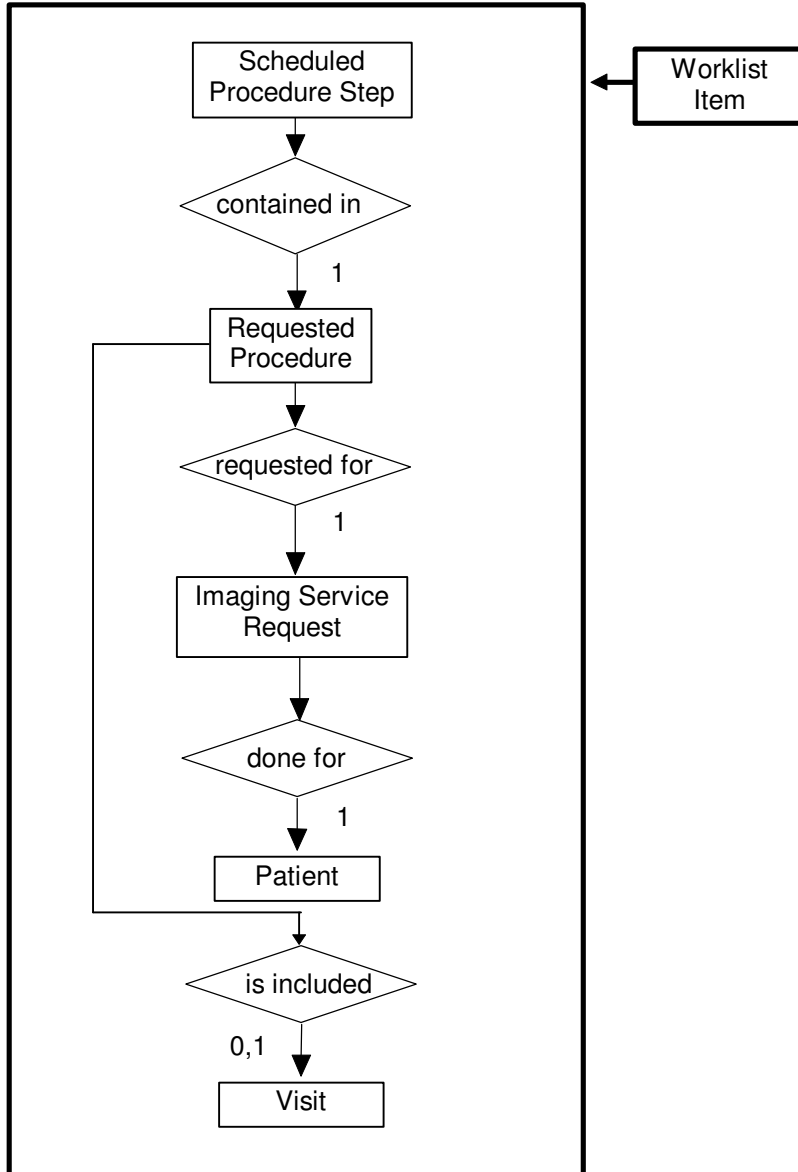 Scheduled
Procedure Step
Worklist
Item
contained in
1
Requested
Procedure
requested for
1
Imaging Service
Request
done for
1
Patient
is included
0,1
Visit